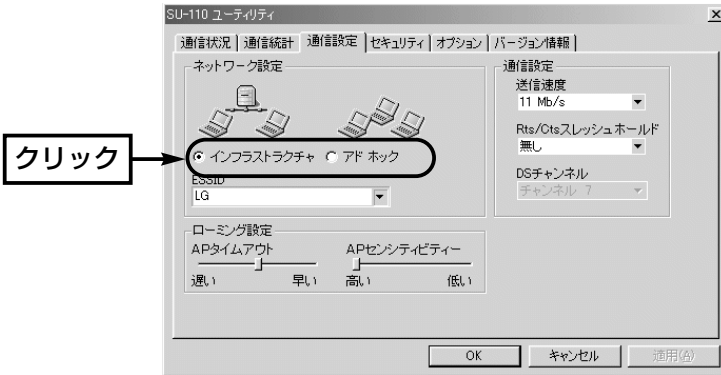 SU-110 ユーティリティ
通信状況 通信統計 通信設定 セキュリティ オプション バージョン情報
ネットワーク設定
インフラストラクチャ アド ホック
ESSID
LG
通信設定
送信速度
11 Mb/s
Rts/Ctsスレッショホールド
無し
DSチャンネル
チャンネル 7
クリック
ローミング設定
APタイムアウト APセンシティビティー
遅い 早い 高い 低い
OK キャンセル 適用(A)